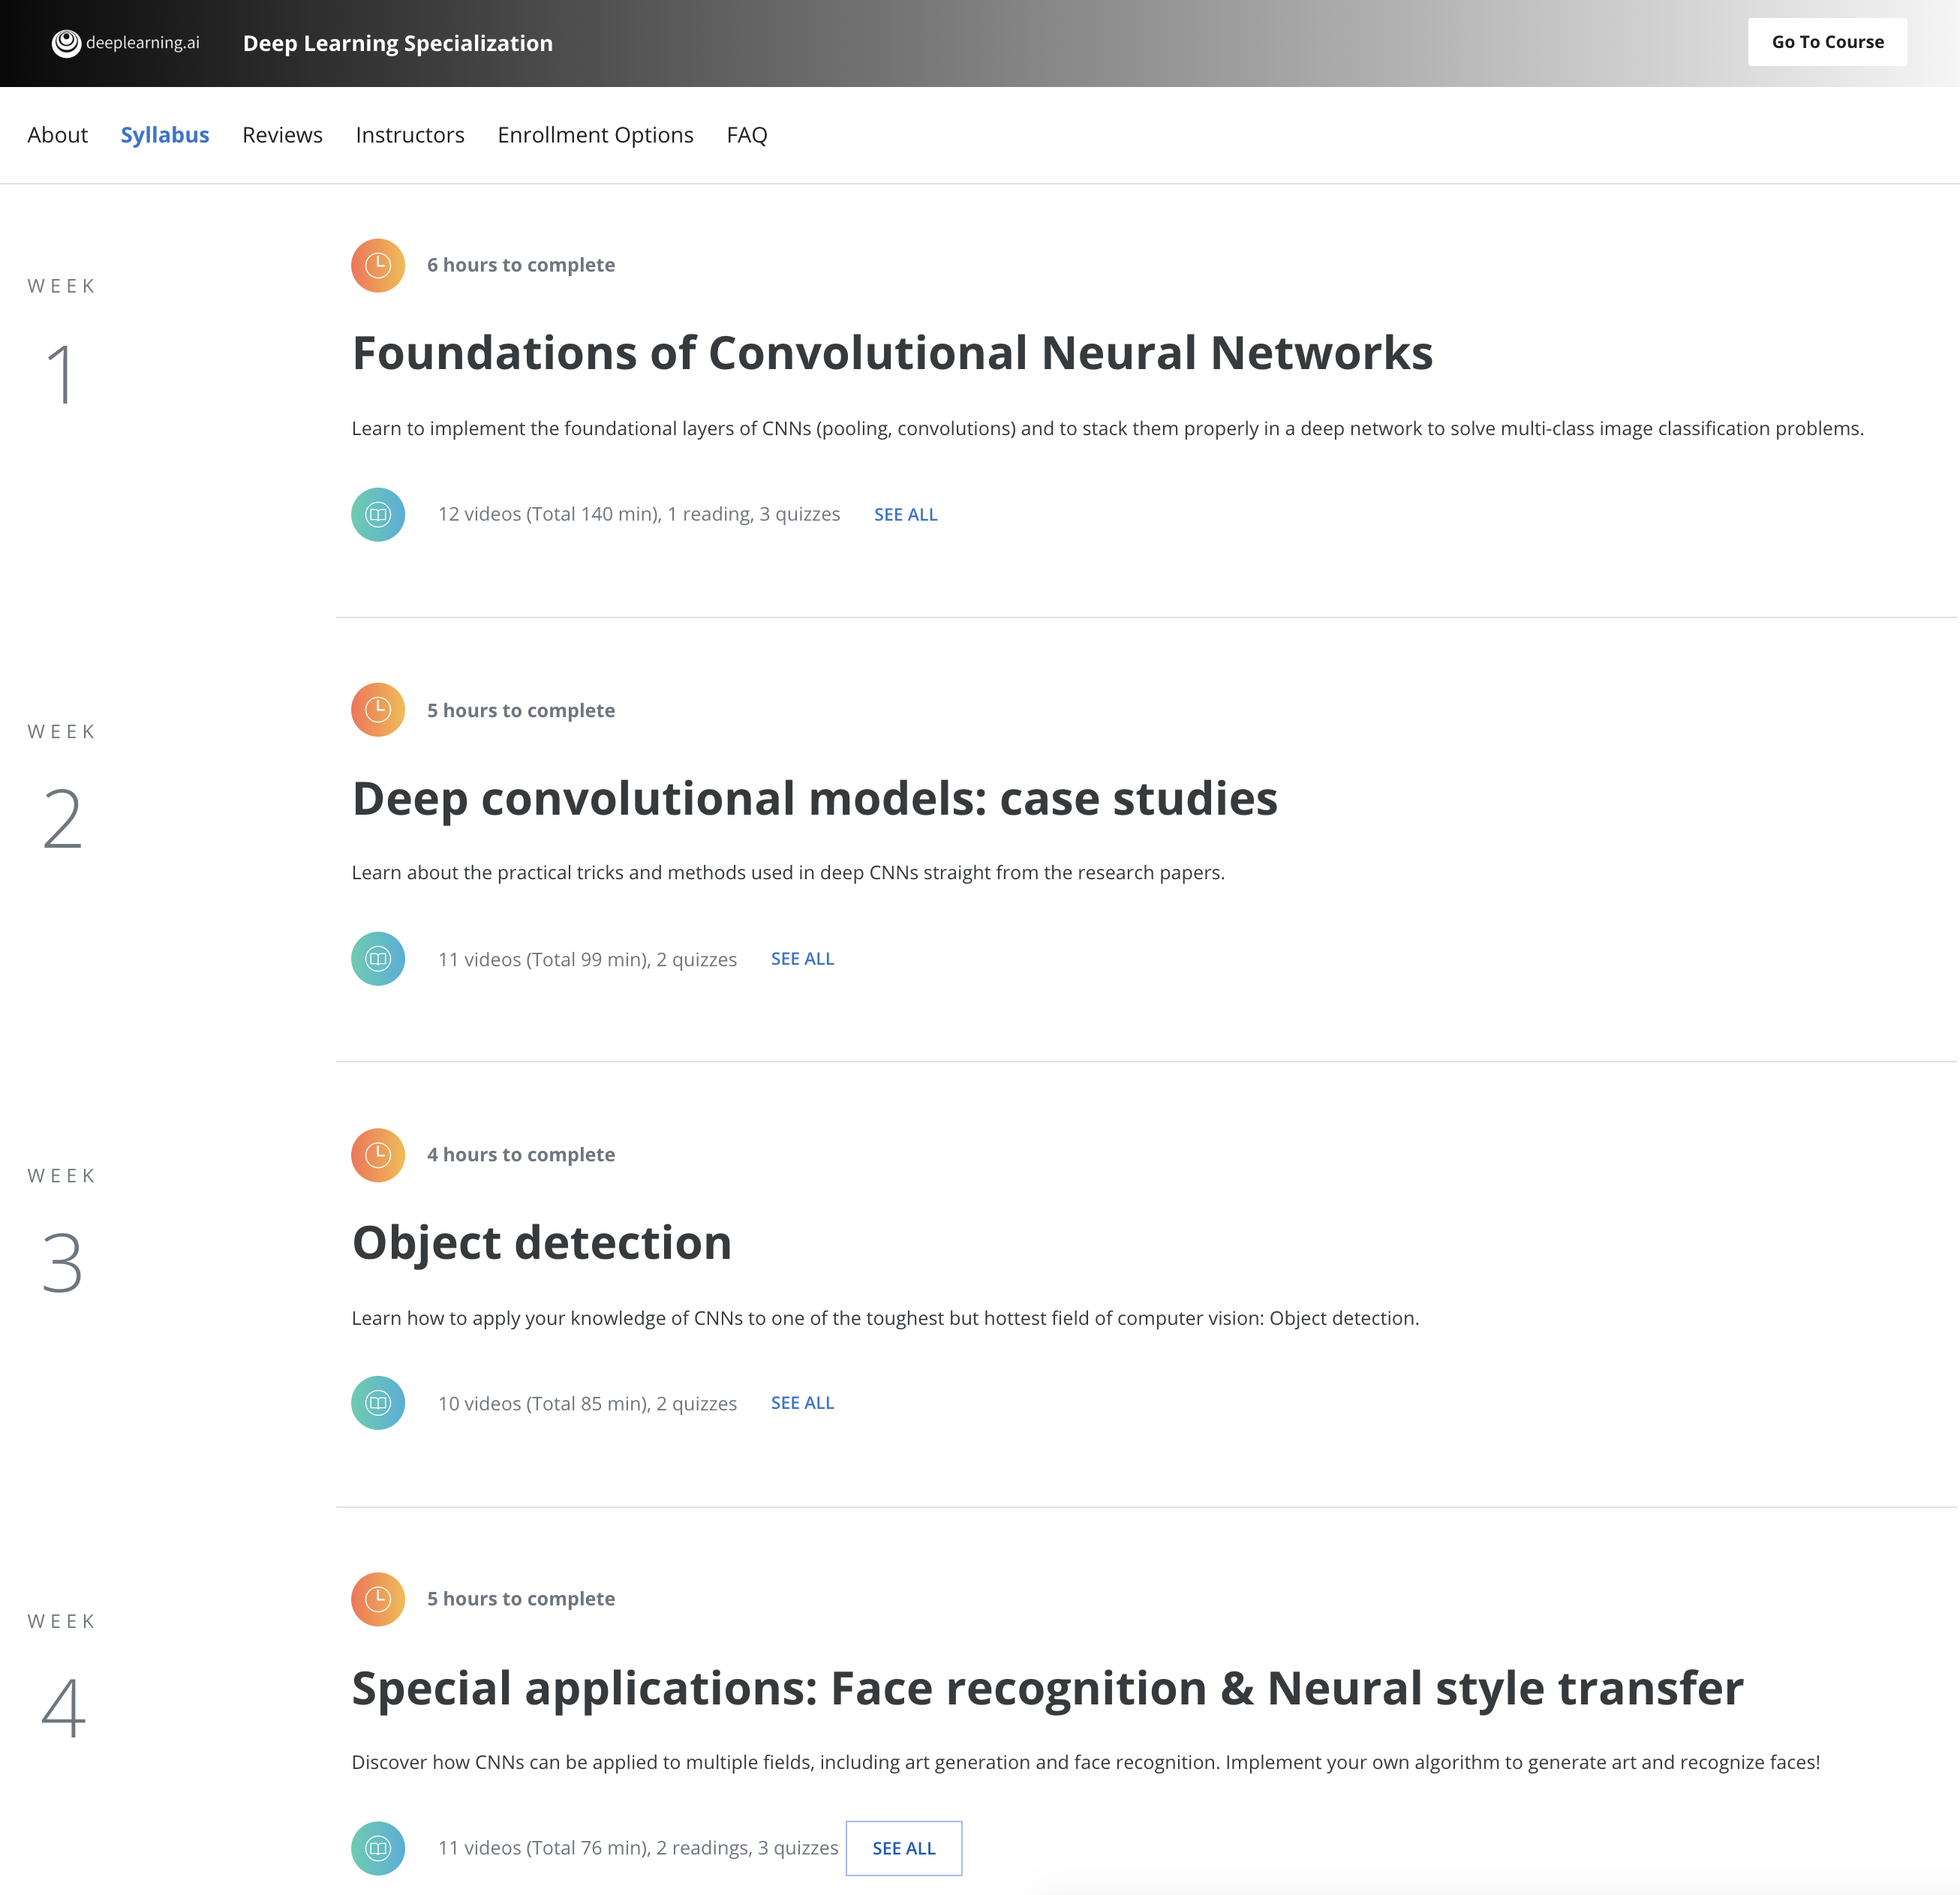 deeplearning.ai Deep Learning Specialization Go To Course
About Syllabus Reviews Instructors Enrollment Options FAQ
WEEK
1
6 hours to complete
Foundations of Convolutional Neural Networks
Learn to implement the foundational layers of CNNs (pooling, convolutions) and to stack them properly in a deep network to solve multi-class image classification problems.
12 videos (Total 140 min), 1 reading, 3 quizzes SEE ALL
WEEK
2
5 hours to complete
Deep convolutional models: case studies
Learn about the practical tricks and methods used in deep CNNs straight from the research papers.
11 videos (Total 99 min), 2 quizzes SEE ALL
WEEK
3
4 hours to complete
Object detection
Learn how to apply your knowledge of CNNs to one of the toughest but hottest field of computer vision: Object detection.
10 videos (Total 85 min), 2 quizzes SEE ALL
WEEK
4
5 hours to complete
Special applications: Face recognition & Neural style transfer
Discover how CNNs can be applied to multiple fields, including art generation and face recognition. Implement your own algorithm to generate art and recognize faces!
11 videos (Total 76 min), 2 readings, 3 quizzes SEE ALL